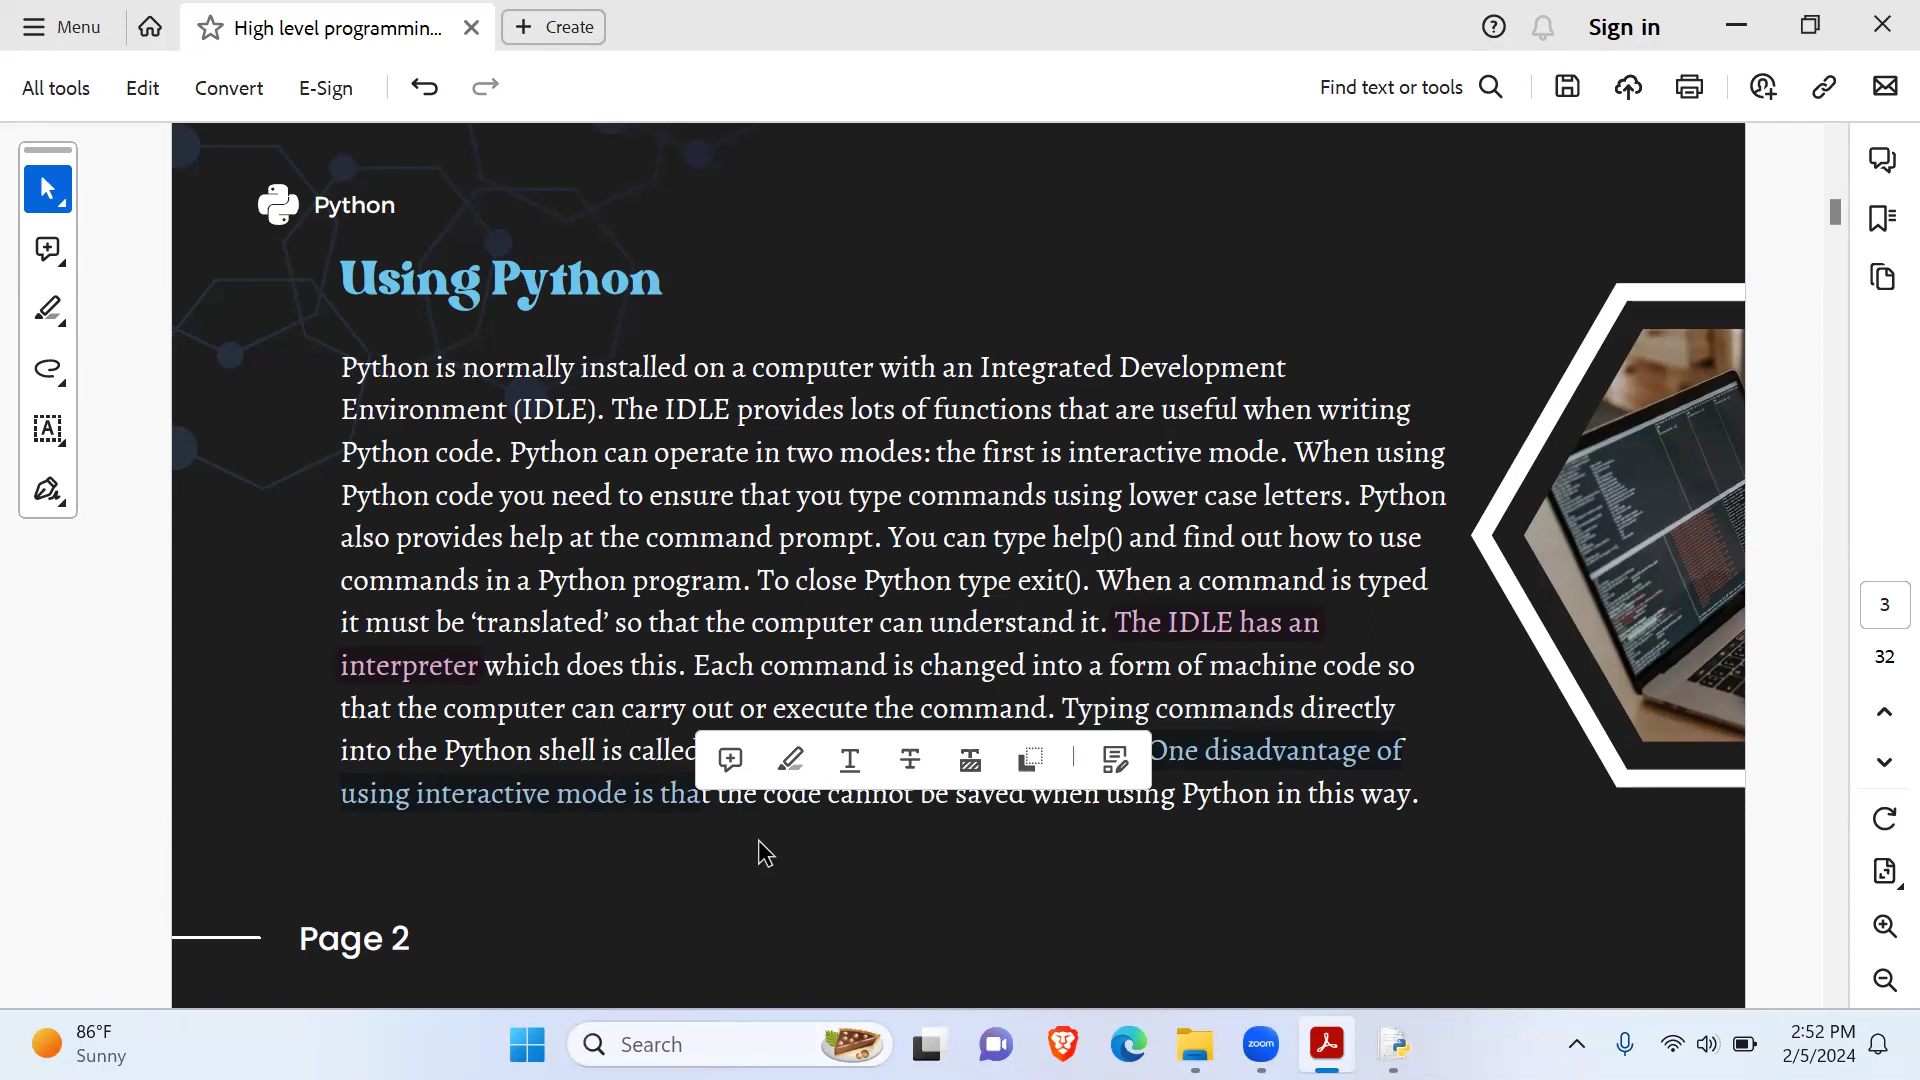 Menu
High level programmin...
Create
Sign in
All tools
Edit
Convert
E-Sign
Find text or tools
Python
Using Python
Python is normally installed on a computer with an Integrated Development
Environment (IDLE). The IDLE provides lots of functions that are useful when writing
Python code. Python can operate in two modes: the first is interactive mode. When using
Python code you need to ensure that you type commands using lower case letters. Python
also provides help at the command prompt. You can type help() and find out how to use
commands in a Python program. To close Python type exit(). When a command is typed
it must be ‘translated’ so that the computer can understand it. The IDLE has an
interpreter which does this. Each command is changed into a form of machine code so
that the computer can carry out or execute the command. Typing commands directly
into the Python shell is called One disadvantage of
using interactive mode is that the code cannot be saved when using Python in this way.
Page 2
3
32
86°F
Sunny
Search
zoom
2:52 PM
2/5/2024